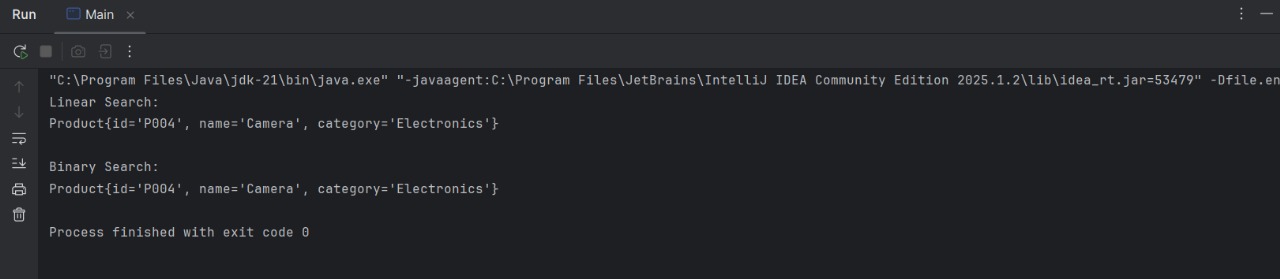 Run Main
"C:\Program Files\Java\jdk-21\bin\java.exe" "-javaagent:C:\Program Files\JetBrains\IntelliJ IDEA Community Edition 2025.1.2\lib\idea_rt.jar=53479" -Dfile.en
Linear Search:
Product{id='P004', name='Camera', category='Electronics'}
Binary Search:
Product{id='P004', name='Camera', category='Electronics'}
Process finished with exit code 0